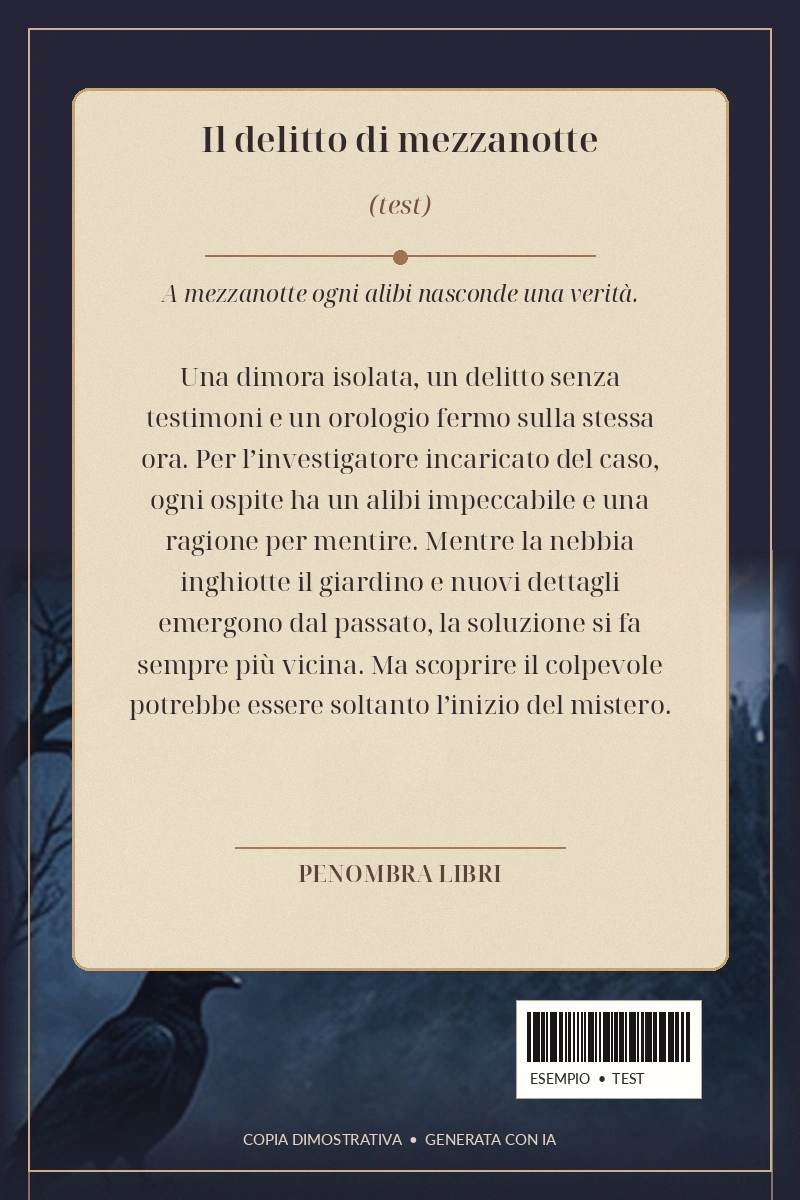 Il delitto di mezzanotte
(test)
A mezzanotte ogni alibi nasconde una verità.
Una dimora isolata, un delitto senza
testimoni e un orologio fermo sulla stessa
ora. Per l’investigatore incaricato del caso,
ogni ospite ha un alibi impeccabile e una
ragione per mentire. Mentre la nebbia
inghiotte il giardino e nuovi dettagli
emergono dal passato, la soluzione si fa
sempre più vicina. Ma scoprire il colpevole
potrebbe essere soltanto l’inizio del mistero.
PENOMBRA LIBRI
ESEMPIO • TEST
COPIA DIMOSTRATIVA • GENERATA CON IA